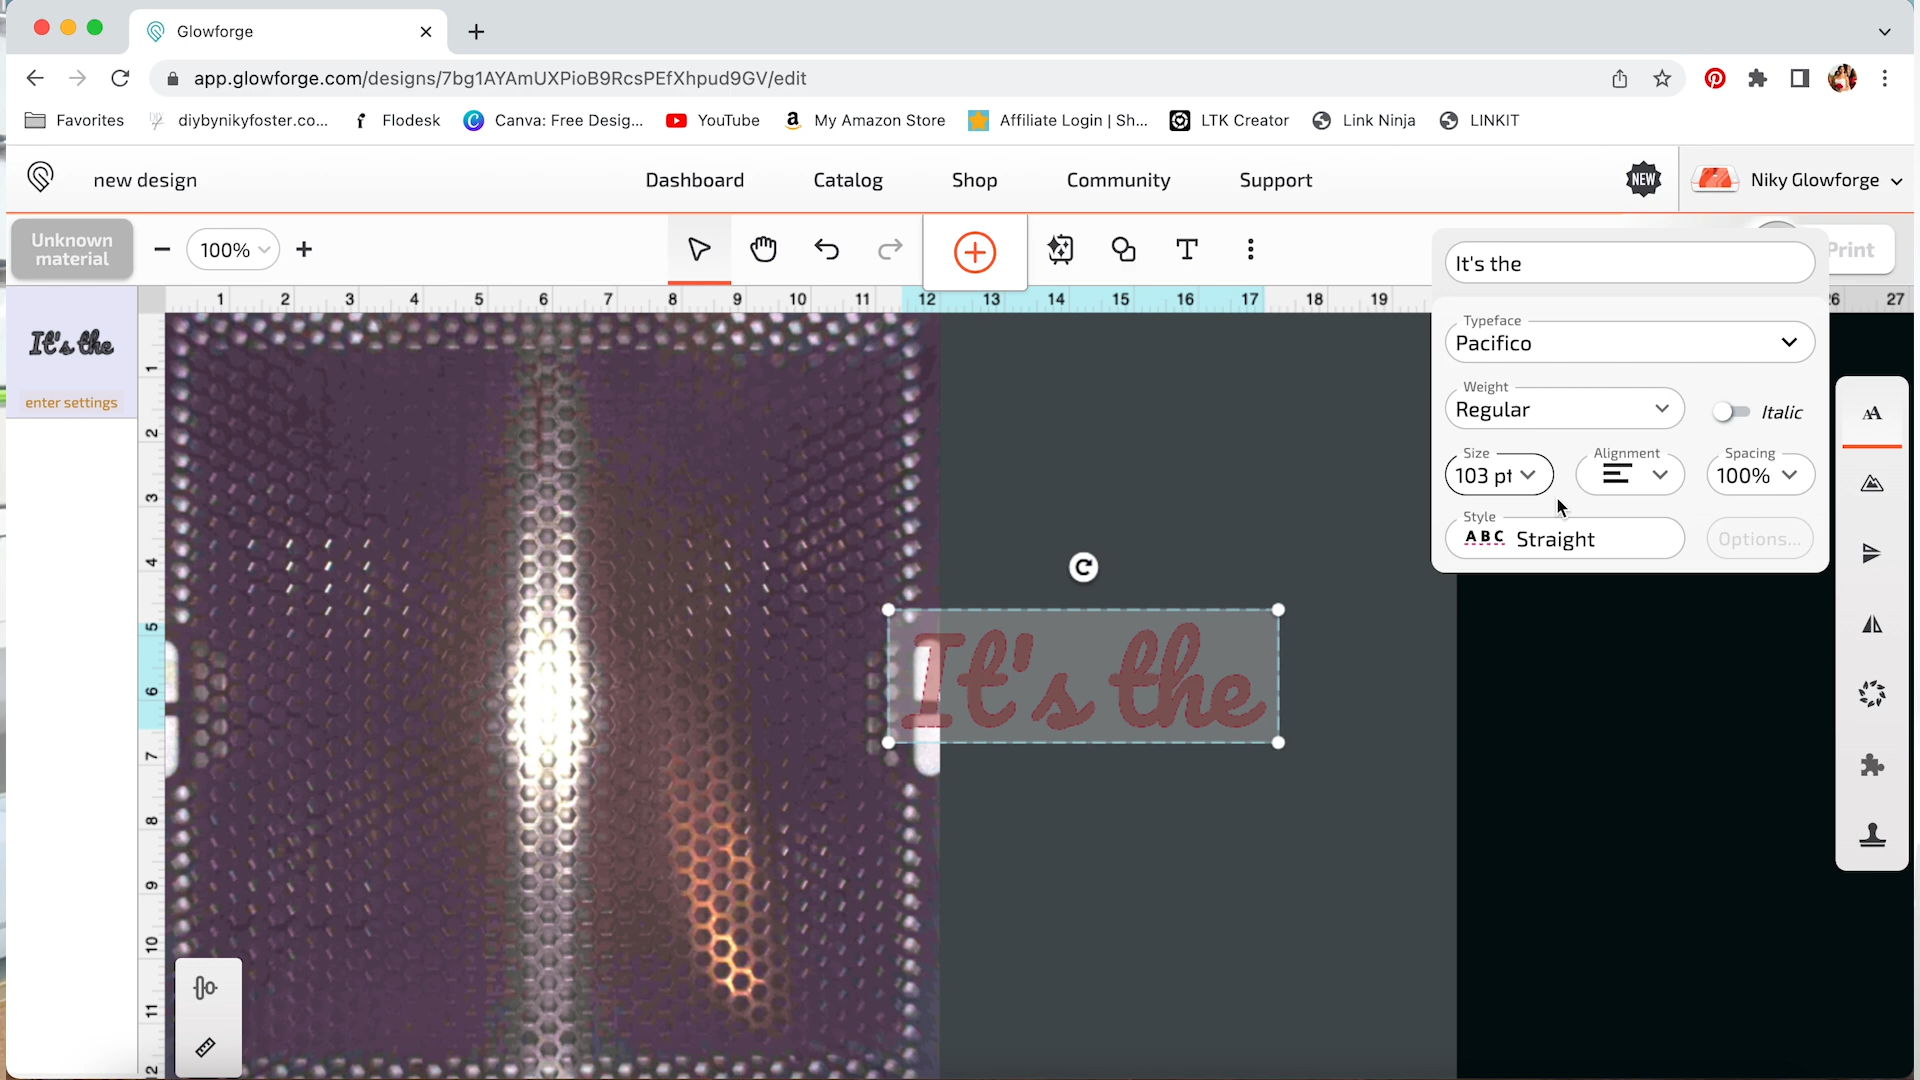 Glowforge
app.glowforge.com/designs/7bg1AYAmUXPioB9RcsPEfXhpud9GV/edit
Favorites diybynikyfoster.co... Flodesk Canva: Free Desig... YouTube a My Amazon Store Affiliate Login | Sh... LTK Creator Link Ninja LINKIT
new design Dashboard Catalog Shop Community Support NEW Niky Glowforge
Unknown material 100% T Print
It's the
1 2 3 4 5 6 7 8 9 10 11 12 13 14 15 16 17 18 19 26 27
It's the
enter settings
Typeface
Pacifico
Weight
Regular Italic
Size Alignment Spacing
103 pt 100%
Style
ABC Straight Options...
AA
It's the
1
2
3
4
5
6
7
8
9
10
11
2